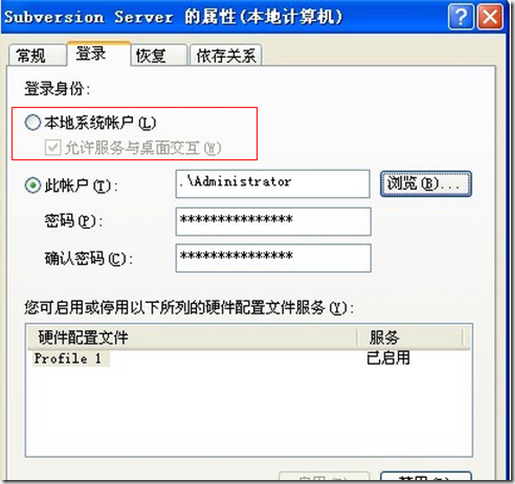 Subversion Server 的属性(本地计算机)
常规 登录 恢复 依存关系
登录身份:
本地系统帐户(L)
允许服务与桌面交互(W)
此帐户(T): .\Administrator 浏览(B)...
密码(P): ***************
确认密码(C): ***************
您可启用或停用以下所列的硬件配置文件服务(Y):
硬件配置文件 服务
Profile 1 已启用